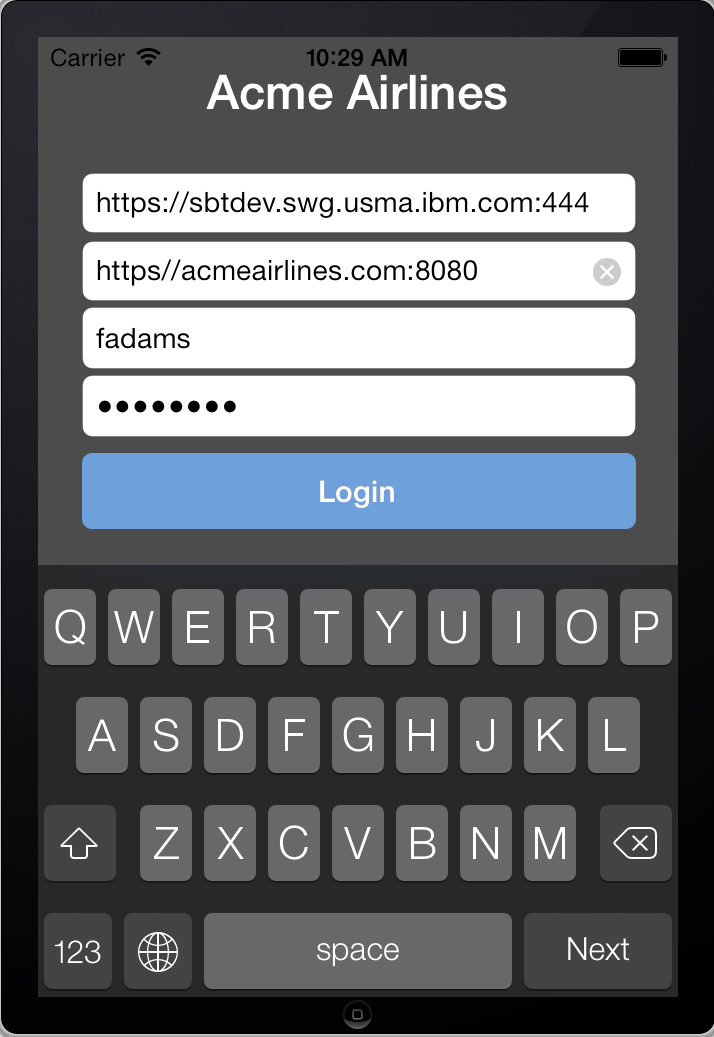 Carrier 10:29 AM
Acme Airlines
https://sbtdev.swg.usma.ibm.com:444
https//acmeairlines.com:8080
fadams
••••••••
Login
Q W E R T Y U I O P
A S D F G H J K L
Z X C V B N M
123 space Next